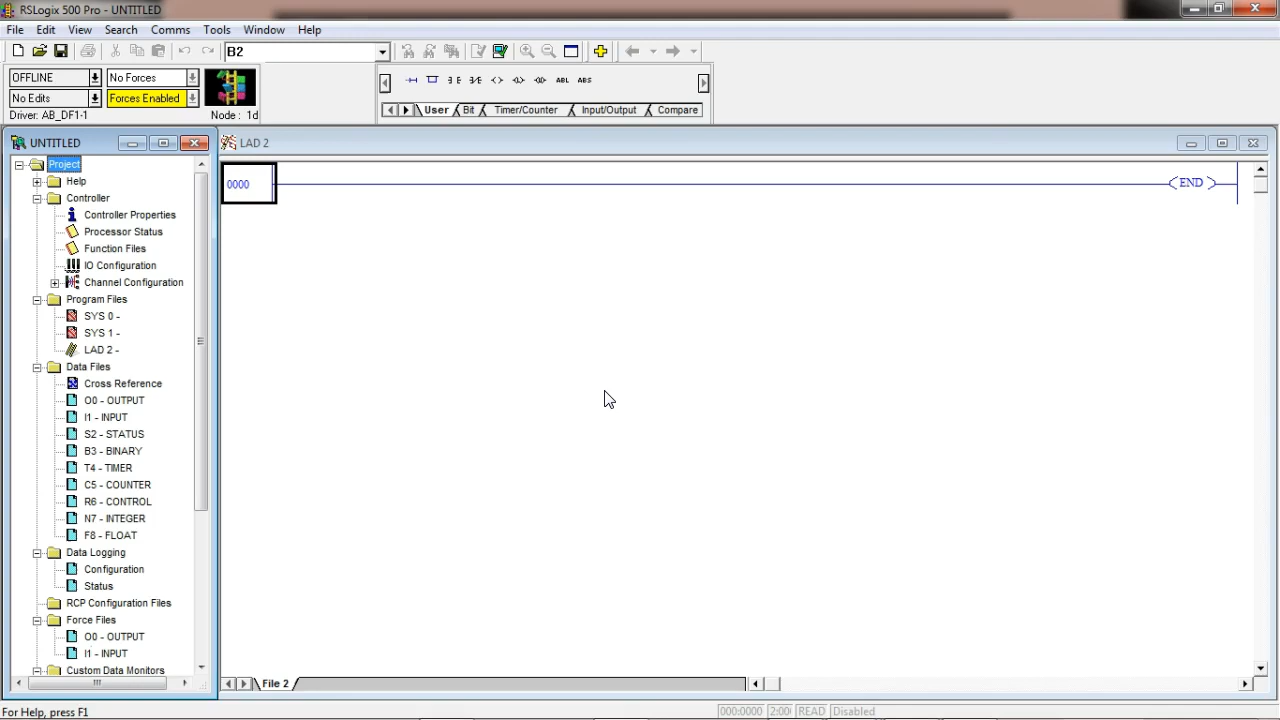 RSLogix 500 Pro - UNTITLED
File Edit View Search Comms Tools Window Help
B2
OFFLINE No Forces
No Edits Forces Enabled
Driver: AB_DF1-1 Node : 1d
ABL ABS
User Bit Timer/Counter Input/Output Compare
UNTITLED
Project
Help
Controller
Controller Properties
Processor Status
Function Files
IO Configuration
Channel Configuration
Program Files
SYS 0 -
SYS 1 -
LAD 2 -
Data Files
Cross Reference
O0 - OUTPUT
I1 - INPUT
S2 - STATUS
B3 - BINARY
T4 - TIMER
C5 - COUNTER
R6 - CONTROL
N7 - INTEGER
F8 - FLOAT
Data Logging
Configuration
Status
RCP Configuration Files
Force Files
O0 - OUTPUT
I1 - INPUT
Custom Data Monitors
LAD 2
0000
END
File 2
For Help, press F1
000:0000 2:00 READ Disabled